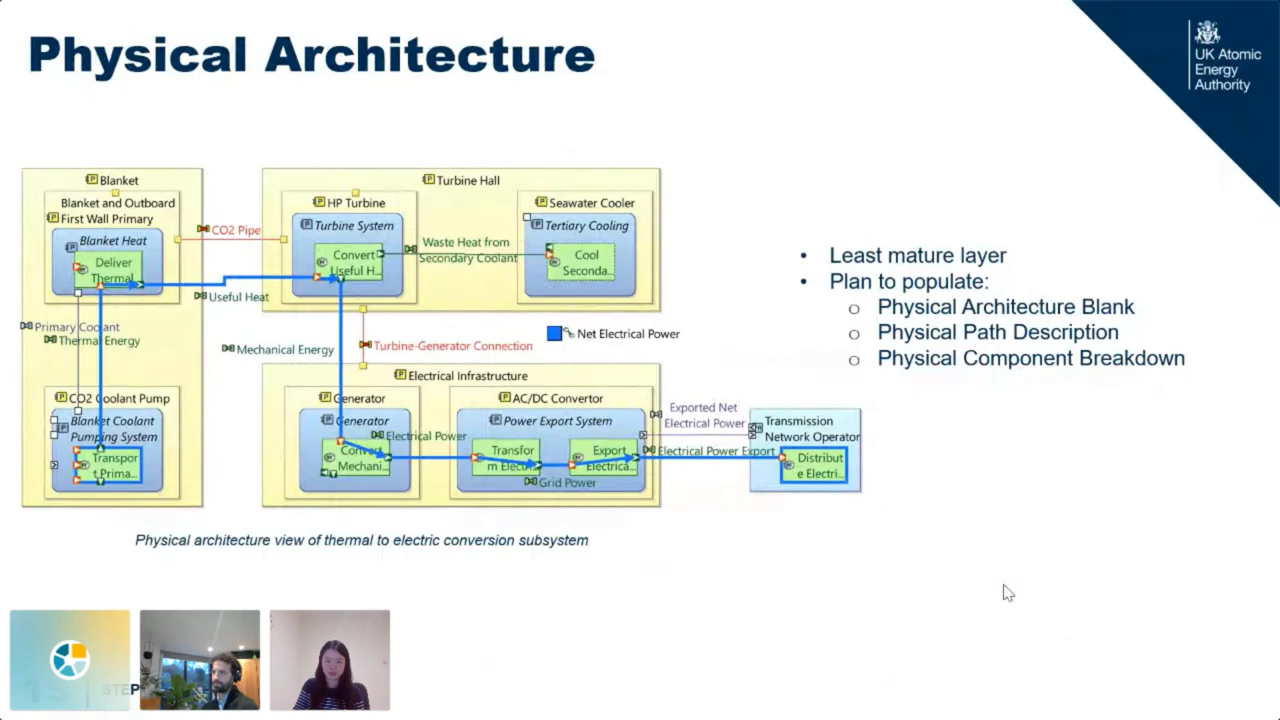 Physical Architecture
UK Atomic
Energy
Authority
Blanket
Blanket and Outboard
First Wall Primary
Blanket Heat
Deliver
Thermal
CO2 Pipe
Useful Heat
Primary Coolant
Thermal Energy
CO2 Coolant Pump
Blanket Coolant
Pumping System
Transpor
t Prima...
Turbine Hall
HP Turbine
Turbine System
Convert
Useful H...
Waste Heat from
Secondary Coolant
Seawater Cooler
Tertiary Cooling
Cool
Seconda...
Net Electrical Power
Mechanical Energy
Turbine-Generator Connection
Electrical Infrastructure
Generator
Generator
Electrical Power
Convert
Mechani...
AC/DC Convertor
Power Export System
Transfor
m Electri...
Export
Electrica...
Grid Power
Exported Net
Electrical Power
Electrical Power Export
Transmission
Network Operator
Distribut
e Electri...
Physical architecture view of thermal to electric conversion subsystem
• Least mature layer
• Plan to populate:
o Physical Architecture Blank
o Physical Path Description
o Physical Component Breakdown
STEP